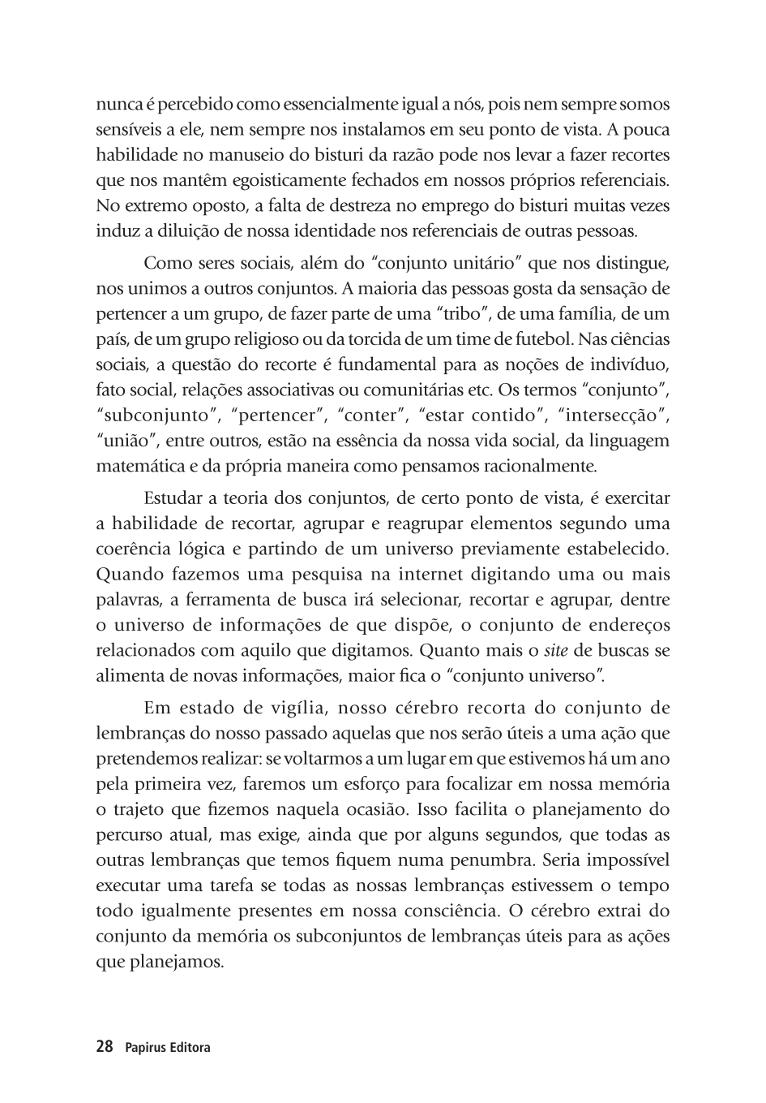 nunca é percebido como essencialmente igual a nós, pois nem sempre somos
sensíveis a ele, nem sempre nos instalamos em seu ponto de vista. A pouca
habilidade no manuseio do bisturi da razão pode nos levar a fazer recortes
que nos mantêm egoisticamente fechados em nossos próprios referenciais.
No extremo oposto, a falta de destreza no emprego do bisturi muitas vezes
induz a diluição de nossa identidade nos referenciais de outras pessoas.
Como seres sociais, além do “conjunto unitário” que nos distingue,
nos unimos a outros conjuntos. A maioria das pessoas gosta da sensação de
pertencer a um grupo, de fazer parte de uma “tribo”, de uma família, de um
país, de um grupo religioso ou da torcida de um time de futebol. Nas ciências
sociais, a questão do recorte é fundamental para as noções de indivíduo,
fato social, relações associativas ou comunitárias etc. Os termos “conjunto”,
“subconjunto”, “pertencer”, “conter”, “estar contido”, “intersecção”,
“união”, entre outros, estão na essência da nossa vida social, da linguagem
matemática e da própria maneira como pensamos racionalmente.
Estudar a teoria dos conjuntos, de certo ponto de vista, é exercitar
a habilidade de recortar, agrupar e reagrupar elementos segundo uma
coerência lógica e partindo de um universo previamente estabelecido.
Quando fazemos uma pesquisa na internet digitando uma ou mais
palavras, a ferramenta de busca irá selecionar, recortar e agrupar, dentre
o universo de informações de que dispõe, o conjunto de endereços
relacionados com aquilo que digitamos. Quanto mais o site de buscas se
alimenta de novas informações, maior fica o “conjunto universo”.
Em estado de vigília, nosso cérebro recorta do conjunto de
lembranças do nosso passado aquelas que nos serão úteis a uma ação que
pretendemos realizar: se voltarmos a um lugar em que estivemos há um ano
pela primeira vez, faremos um esforço para focalizar em nossa memória
o trajeto que fizemos naquela ocasião. Isso facilita o planejamento do
percurso atual, mas exige, ainda que por alguns segundos, que todas as
outras lembranças que temos fiquem numa penumbra. Seria impossível
executar uma tarefa se todas as nossas lembranças estivessem o tempo
todo igualmente presentes em nossa consciência. O cérebro extrai do
conjunto da memória os subconjuntos de lembranças úteis para as ações
que planejamos.
28 Papirus Editora